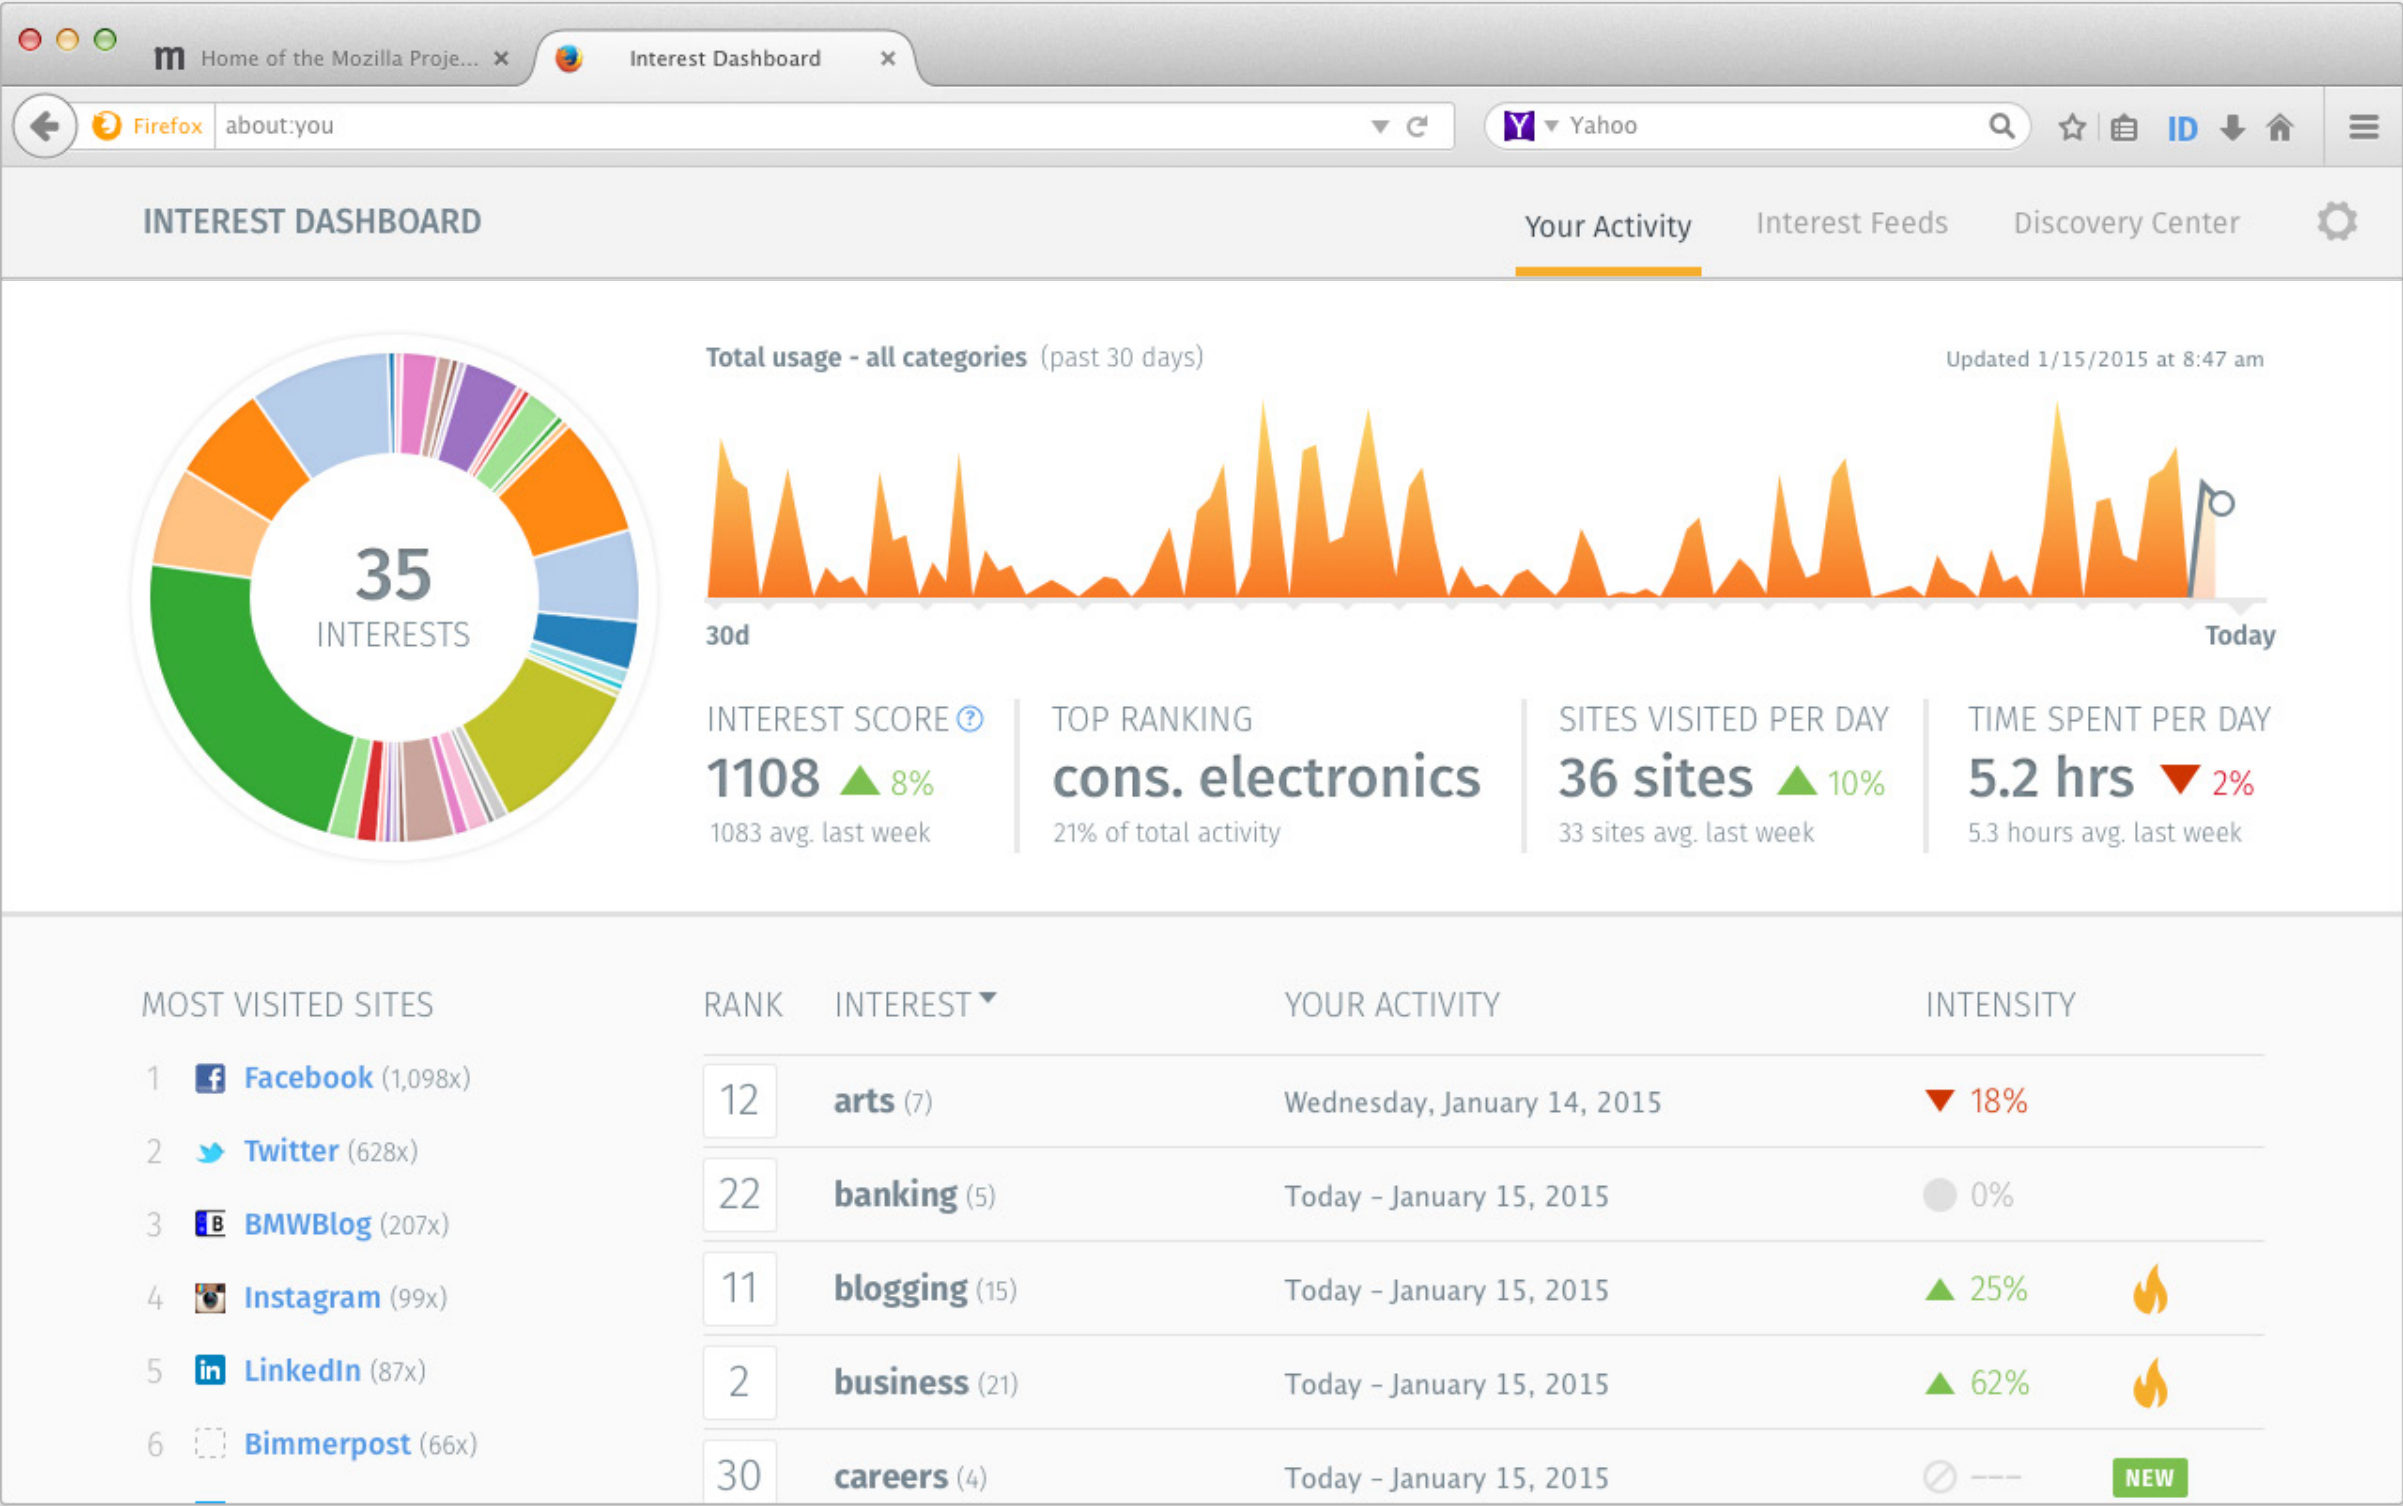 m Home of the Mozilla Proje... Interest Dashboard
Firefox about:you Yahoo ID
INTEREST DASHBOARD Your Activity Interest Feeds Discovery Center
Total usage - all categories (past 30 days) Updated 1/15/2015 at 8:47 am
35
INTERESTS
30d Today
INTEREST SCORE ? TOP RANKING SITES VISITED PER DAY TIME SPENT PER DAY
1108 8% cons. electronics 36 sites 10% 5.2 hrs 2%
1083 avg. last week 21% of total activity 33 sites avg. last week 5.3 hours avg. last week
MOST VISITED SITES
1 Facebook (1,098x)
2 Twitter (628x)
3 B BMWBlog (207x)
4 Instagram (99x)
5 in LinkedIn (87x)
6 Bimmerpost (66x)
RANK INTEREST YOUR ACTIVITY INTENSITY
12 arts (7) Wednesday, January 14, 2015 18%
22 banking (5) Today – January 15, 2015 0%
11 blogging (15) Today – January 15, 2015 25%
2 business (21) Today – January 15, 2015 62%
30 careers (4) Today – January 15, 2015 --- NEW